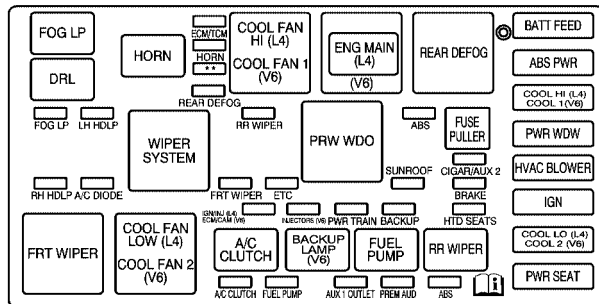 FOG LP
DRL
HORN
ECM/TCM
HORN
**
REAR DEFOG
COOL FAN
HI (L4)
COOL FAN 1
(V6)
ENG MAIN
(L4)
(V6)
REAR DEFOG
BATT FEED
ABS PWR
COOL HI (L4)
COOL 1 (V6)
PWR WDW
HVAC BLOWER
IGN
COOL LO (L4)
COOL 2 (V6)
PWR SEAT
FOG LP
LH HDLP
WIPER
SYSTEM
RR WIPER
PRW WDO
ABS
FUSE
PULLER
CIGAR/AUX 2
SUNROOF
BRAKE
RH HDLP
A/C DIODE
FRT WIPER
ETC
IGN/INJ (L4)
ECM/CAM (V6)
INJECTORS (V6)
PWR TRAIN
BACKUP
HTD SEATS
FRT WIPER
COOL FAN
LOW (L4)
COOL FAN 2
(V6)
A/C
CLUTCH
BACKUP
LAMP
(V6)
FUEL
PUMP
RR WIPER
A/C CLUTCH
FUEL PUMP
AUX 1 OUTLET
PREM AUD
ABS